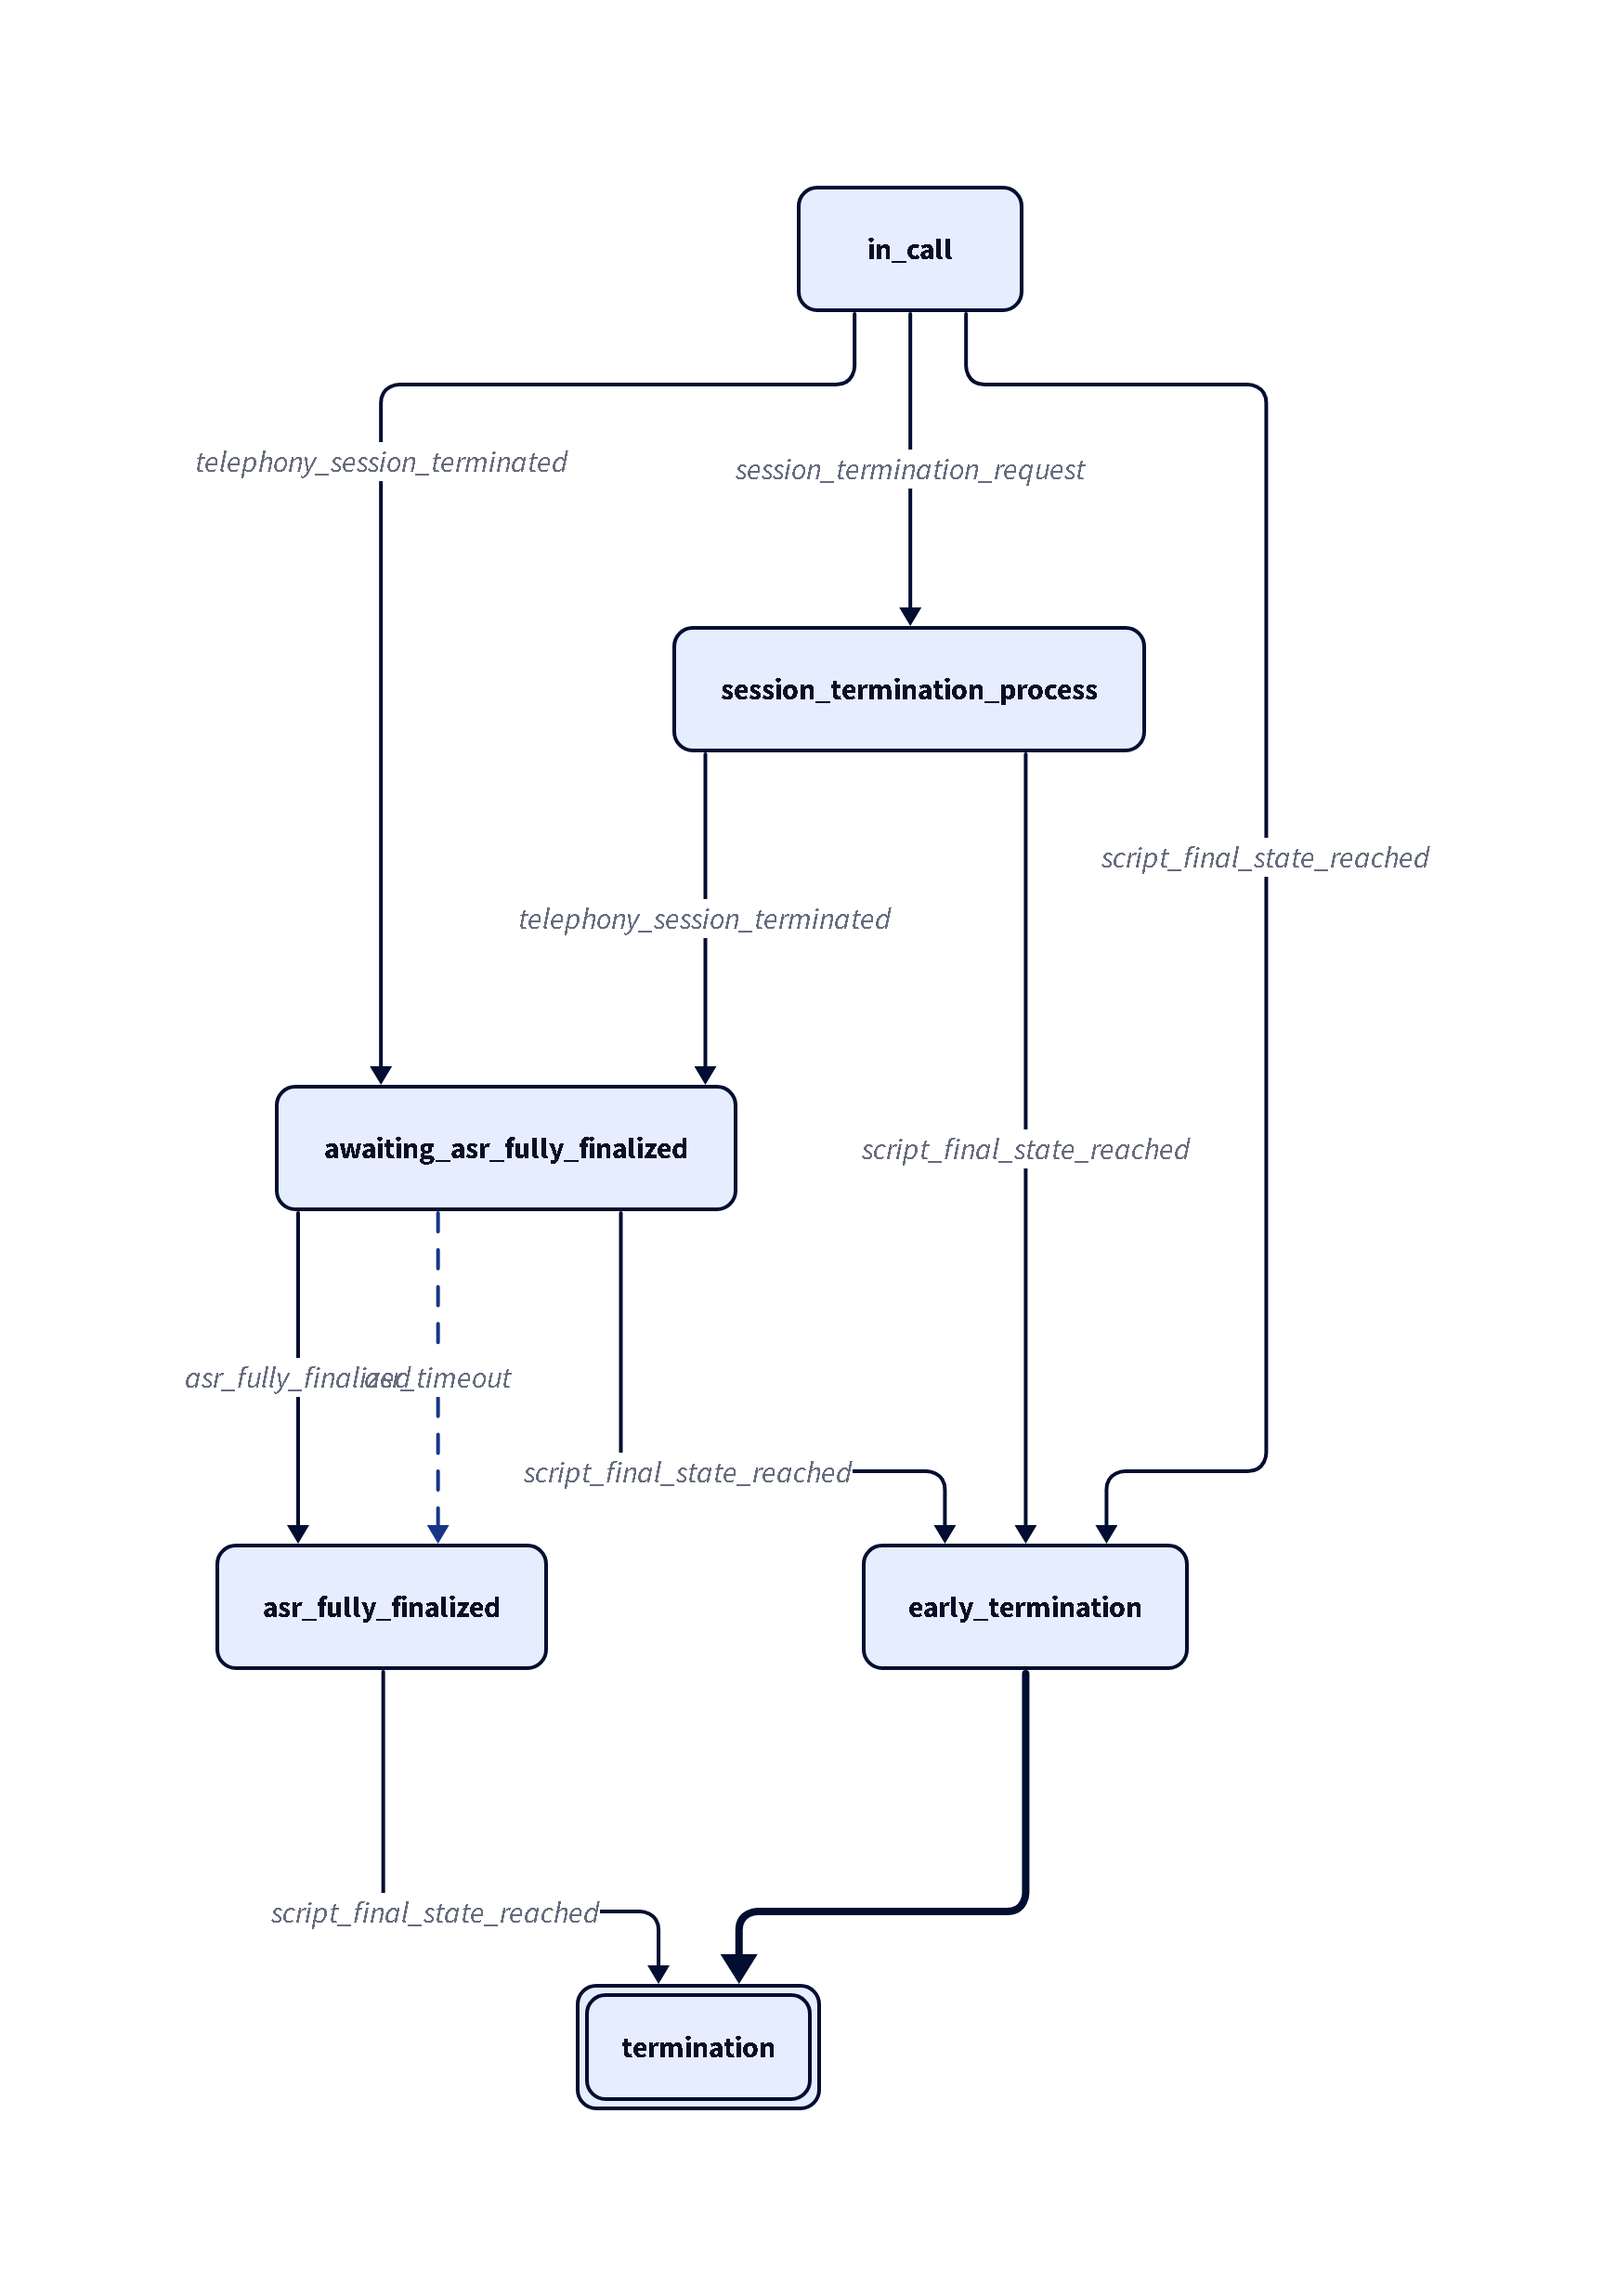 in_call
telephony_session_terminated
session_termination_request
session_termination_process
script_final_state_reached
telephony_session_terminated
awaiting_asr_fully_finalized
script_final_state_reached
asr_fully_finalized
asr_timeout
script_final_state_reached
asr_fully_finalized
early_termination
script_final_state_reached
termination